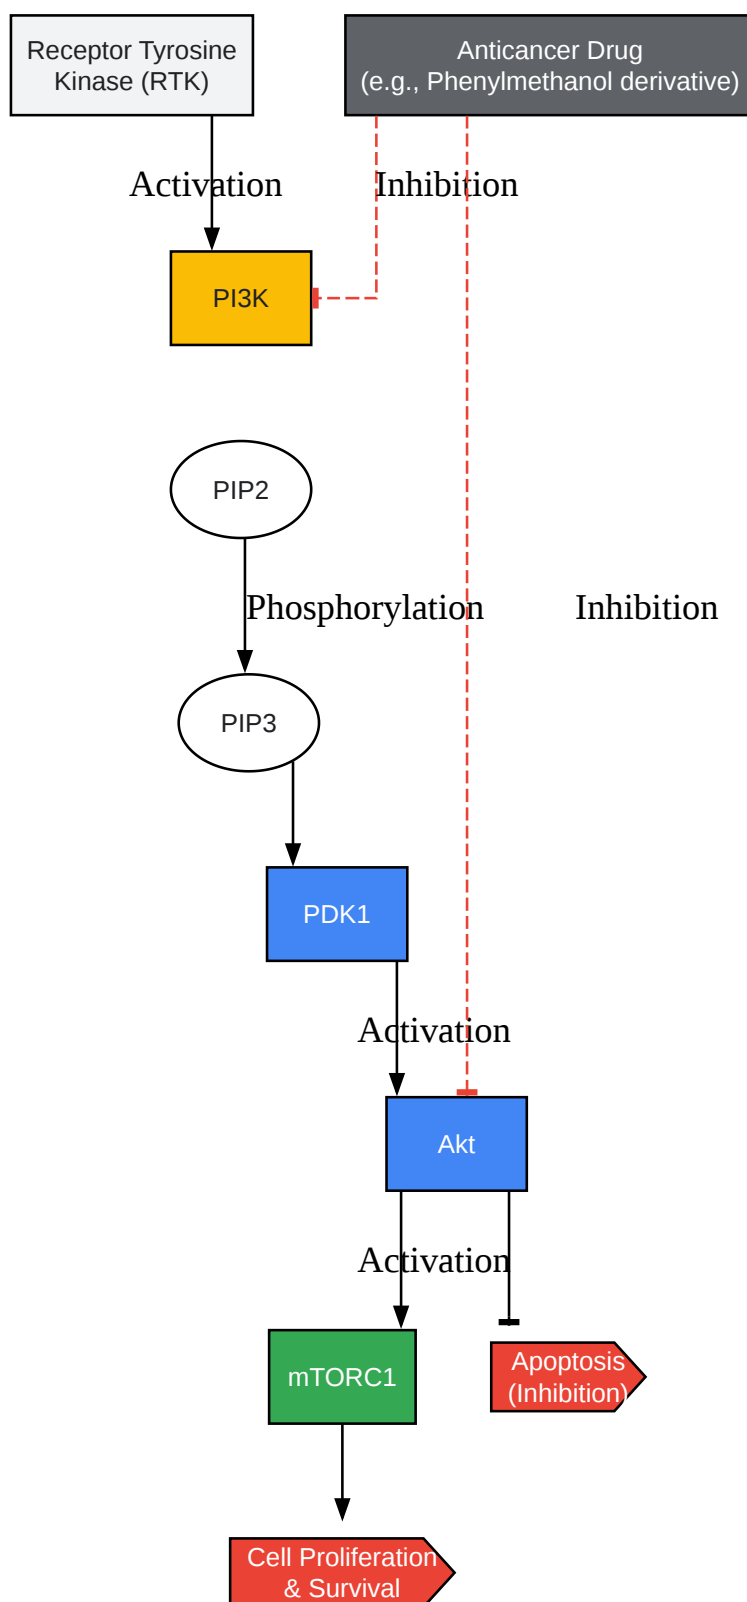 Receptor Tyrosine
Kinase (RTK)
Anticancer Drug
(e.g., Phenylmethanol derivative)
Activation
Inhibition
PI3K
PIP2
Phosphorylation
Inhibition
PIP3
PDK1
Activation
Akt
Activation
mTORC1
Apoptosis
(Inhibition)
Cell Proliferation
& Survival